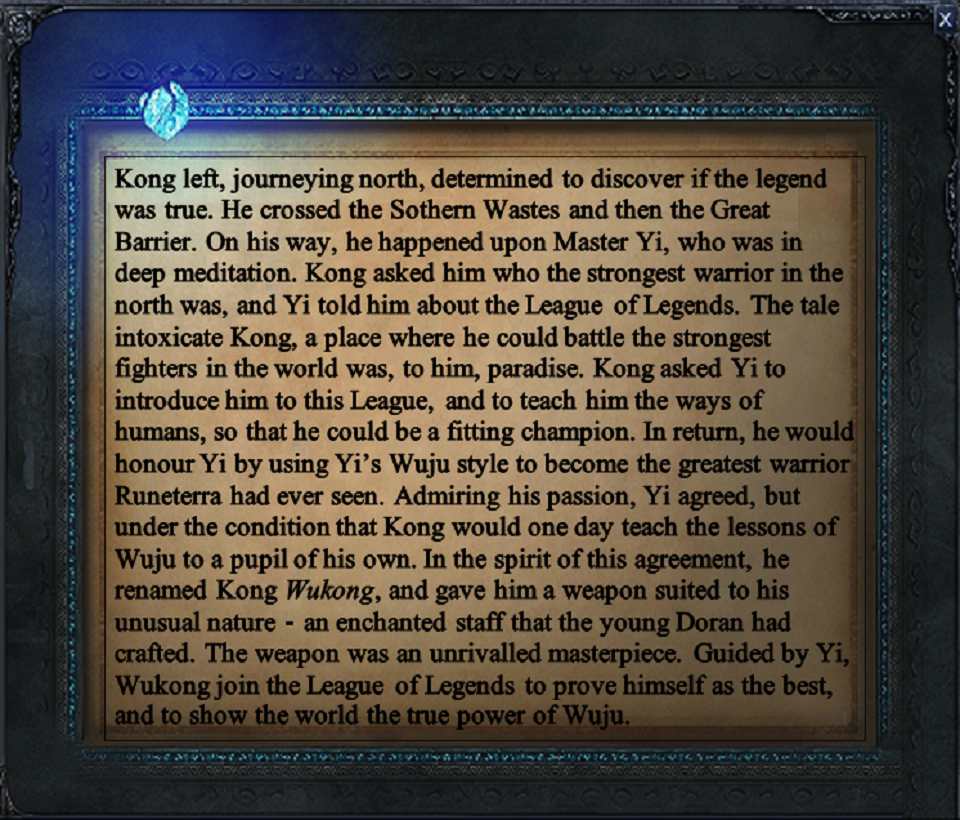 Kong left, journeying north, determined to discover if the legend
was true. He crossed the Sothern Wastes and then the Great
Barrier. On his way, he happened upon Master Yi, who was in
deep meditation. Kong asked him who the strongest warrior in the
north was, and Yi told him about the League of Legends. The tale
intoxicate Kong, a place where he could battle the strongest
fighters in the world was, to him, paradise. Kong asked Yi to
introduce him to this League, and to teach him the ways of
humans, so that he could be a fitting champion. In return, he would
honour Yi by using Yi's Wuju style to become the greatest warrior
Runeterra had ever seen. Admiring his passion, Yi agreed, but
under the condition that Kong would one day teach the lessons of
Wuju to a pupil of his own. In the spirit of this agreement, he
renamed Kong Wukong, and gave him a weapon suited to his
unusual nature - an enchanted staff that the young Doran had
crafted. The weapon was an unrivalled masterpiece. Guided by Yi,
Wukong join the League of Legends to prove himself as the best,
and to show the world the true power of Wuju.